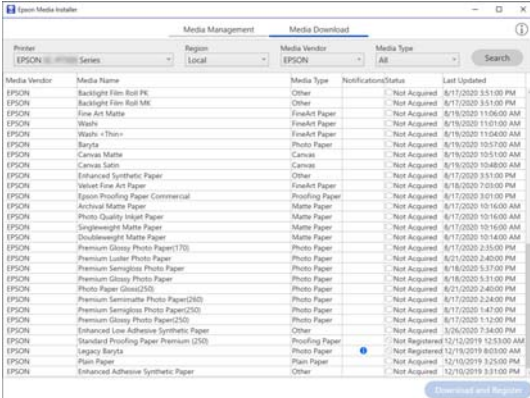 Epson Media Installer
Media Management Media Download
Printer Region Media Vendor Media Type
EPSON Series Local EPSON All Search
Media Vendor Media Name Media Type Notifications Status Last Updated
EPSON Backlight Film Roll PK Other Not Acquired 8/17/2020 3:51:00 PM
EPSON Backlight Film Roll MK Other Not Acquired 8/17/2020 3:51:00 PM
EPSON Fine Art Matte FineArt Paper Not Acquired 8/19/2020 11:06:00 AM
EPSON Washi FineArt Paper Not Acquired 8/19/2020 11:01:00 AM
EPSON Washi <Thin> FineArt Paper Not Acquired 8/19/2020 11:04:00 AM
EPSON Baryta Photo Paper Not Acquired 8/19/2020 10:57:00 AM
EPSON Canvas Matte Canvas Not Acquired 8/19/2020 10:51:00 AM
EPSON Canvas Satin Canvas Not Acquired 8/19/2020 10:48:00 AM
EPSON Enhanced Synthetic Paper Other Not Acquired 8/17/2020 3:51:00 PM
EPSON Velvet Fine Art Paper FineArt Paper Not Acquired 8/18/2020 7:03:00 PM
EPSON Epson Proofing Paper Commercial Proofing Paper Not Acquired 8/17/2020 3:01:00 PM
EPSON Archival Matte Paper Matte Paper Not Acquired 8/17/2020 10:16:00 AM
EPSON Photo Quality Inkjet Paper Matte Paper Not Acquired 8/17/2020 10:16:00 AM
EPSON Singleweight Matte Paper Matte Paper Not Acquired 8/17/2020 10:16:00 AM
EPSON Doubleweight Matte Paper Matte Paper Not Acquired 8/17/2020 10:14:00 AM
EPSON Premium Glossy Photo Paper(170) Photo Paper Not Acquired 8/17/2020 2:35:00 PM
EPSON Premium Luster Photo Paper Photo Paper Not Acquired 8/21/2020 2:40:00 PM
EPSON Premium Semigloss Photo Paper Photo Paper Not Acquired 8/18/2020 5:37:00 PM
EPSON Premium Glossy Photo Paper Photo Paper Not Acquired 8/18/2020 5:31:00 PM
EPSON Photo Paper Gloss(250) Photo Paper Not Acquired 8/21/2020 2:40:00 PM
EPSON Premium Semimatte Photo Paper(260) Photo Paper Not Acquired 8/17/2020 2:24:00 PM
EPSON Premium Semigloss Photo Paper(250) Photo Paper Not Acquired 8/17/2020 1:47:00 PM
EPSON Premium Glossy Photo Paper(250) Photo Paper Not Acquired 8/17/2020 1:12:00 PM
EPSON Enhanced Low Adhesive Synthetic Paper Other Not Acquired 3/26/2020 7:34:00 PM
EPSON Standard Proofing Paper Premium (250) Proofing Paper Not Registered 12/12/2019 12:53:00 AM
EPSON Legacy Baryta Photo Paper Not Registered 12/19/2019 8:03:00 AM
EPSON Plain Paper Plain Paper Not Acquired 12/10/2019 3:25:00 PM
EPSON Enhanced Adhesive Synthetic Paper Other Not Acquired 12/10/2019 3:31:00 PM
Download and Register